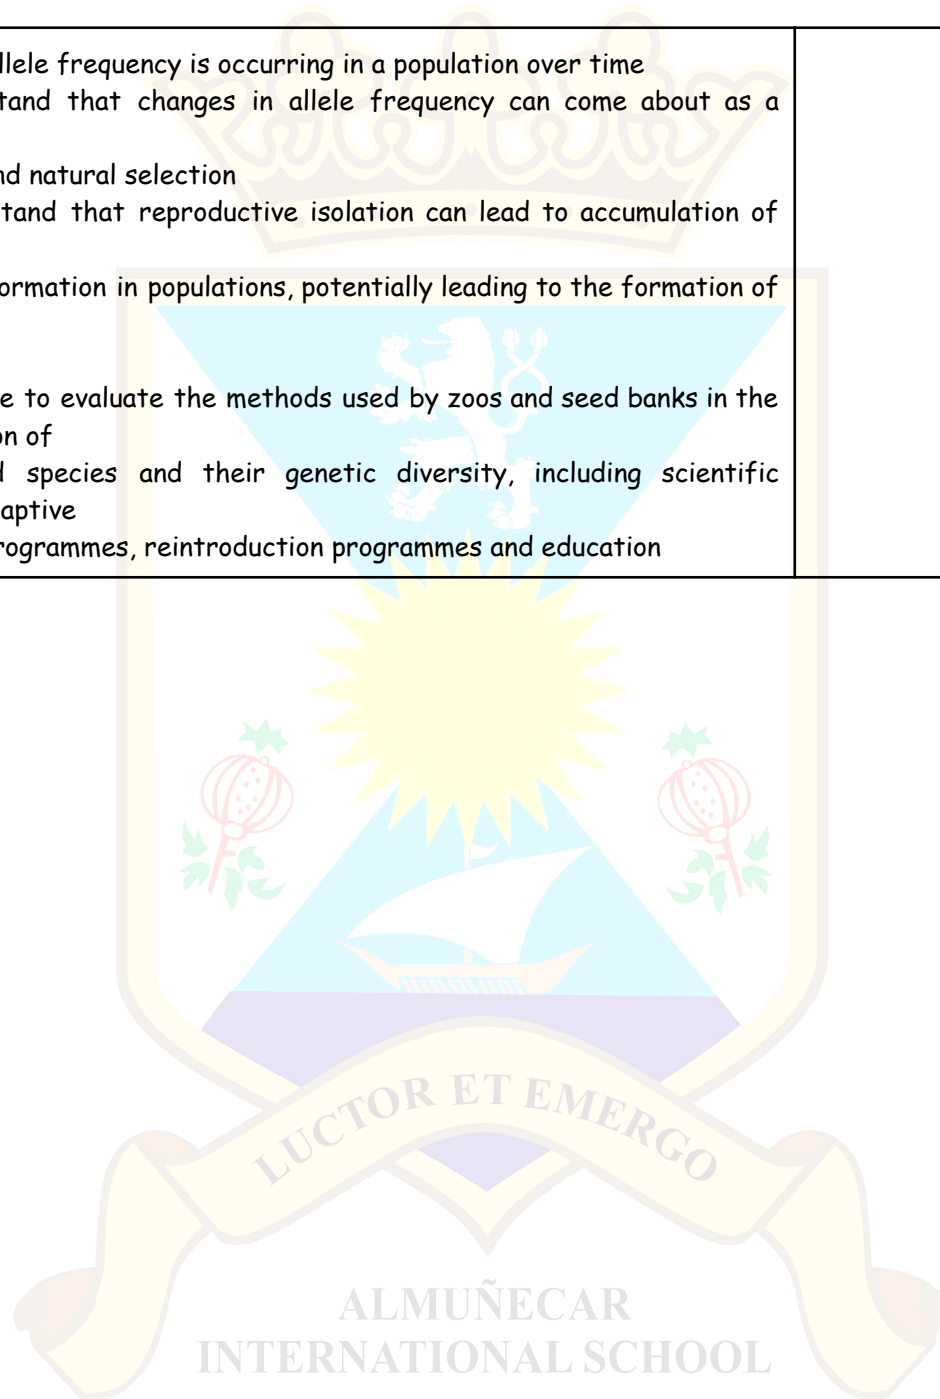 llele frequency is occurring in a population over time
tand that changes in allele frequency can come about as a
nd natural selection
tand that reproductive isolation can lead to accumulation of
ormation in populations, potentially leading to the formation of
e to evaluate the methods used by zoos and seed banks in the
on of
d species and their genetic diversity, including scientific
aptive
rogrammes, reintroduction programmes and education
LUCTOR ET EMERGO
ALMUÑECAR
INTERNATIONAL SCHOOL